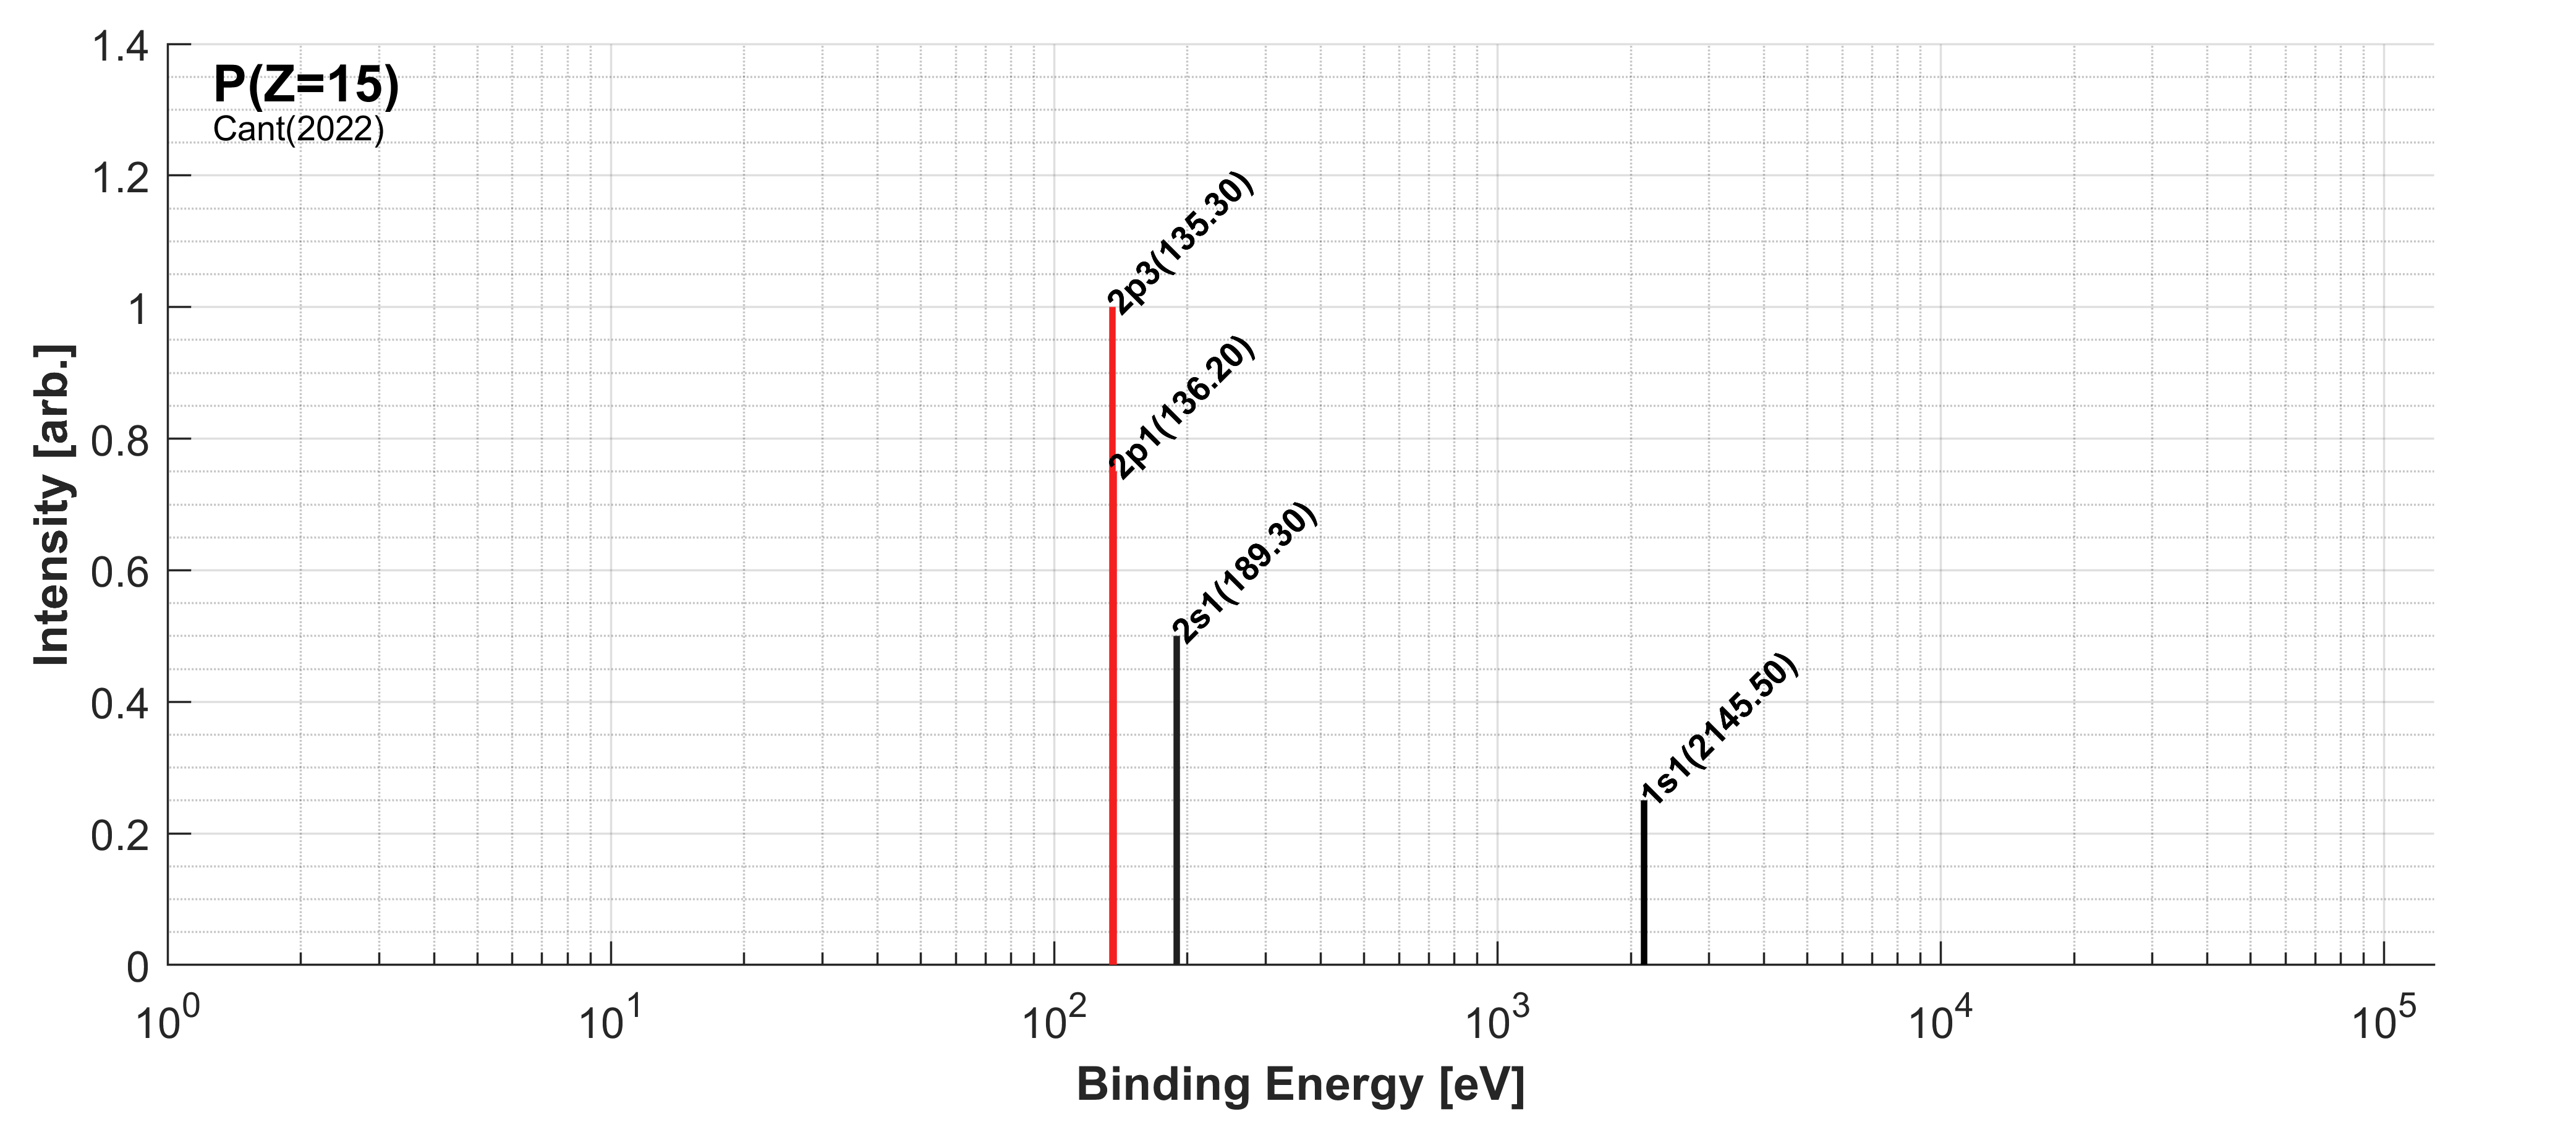 P(Z=15)
Cant(2022)
1.4
1.2
1
0.8
0.6
0.4
0.2
0
Intensity [arb.]
2p3(135.30)
2p1(136.20)
2s1(189.30)
1s1(2145.50)
10^0
10^1
10^2
10^3
10^4
10^5
Binding Energy [eV]